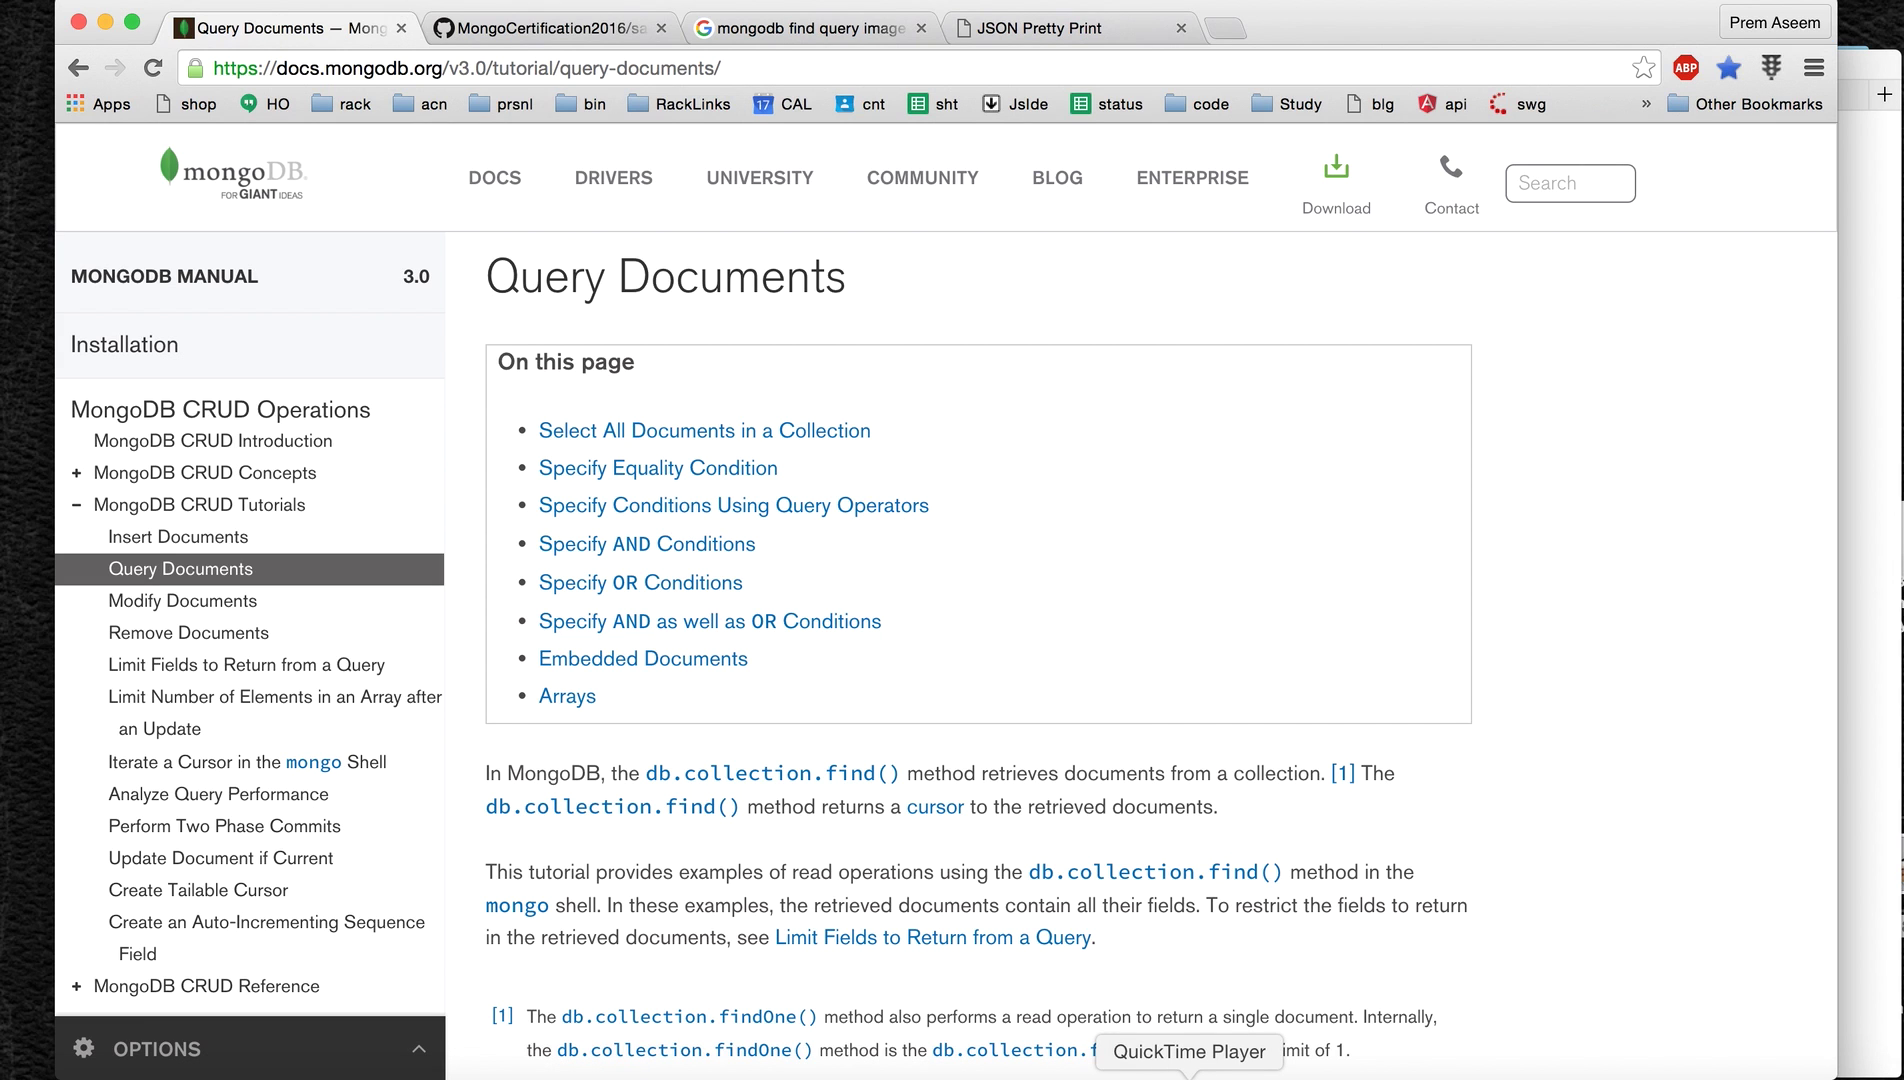 Query Documents — Mong
MongoCertification2016/sa
mongodb find query image
JSON Pretty Print
Prem Aseem
https://docs.mongodb.org/v3.0/tutorial/query-documents/
ABP
Apps shop HO rack acn prsnl bin RackLinks 17 CAL cnt sht Jslde status code Study blg api swg » Other Bookmarks
mongoDB.
FOR GIANT IDEAS
DOCS DRIVERS UNIVERSITY COMMUNITY BLOG ENTERPRISE
Download
Contact
Search
MONGODB MANUAL 3.0
Installation
MongoDB CRUD Operations
MongoDB CRUD Introduction
+ MongoDB CRUD Concepts
– MongoDB CRUD Tutorials
Insert Documents
Query Documents
Modify Documents
Remove Documents
Limit Fields to Return from a Query
Limit Number of Elements in an Array after
an Update
Iterate a Cursor in the mongo Shell
Analyze Query Performance
Perform Two Phase Commits
Update Document if Current
Create Tailable Cursor
Create an Auto-Incrementing Sequence
Field
+ MongoDB CRUD Reference
OPTIONS
Query Documents
On this page
• Select All Documents in a Collection
• Specify Equality Condition
• Specify Conditions Using Query Operators
• Specify AND Conditions
• Specify OR Conditions
• Specify AND as well as OR Conditions
• Embedded Documents
• Arrays
In MongoDB, the db.collection.find() method retrieves documents from a collection. [1] The
db.collection.find() method returns a cursor to the retrieved documents.
This tutorial provides examples of read operations using the db.collection.find() method in the
mongo shell. In these examples, the retrieved documents contain all their fields. To restrict the fields to return
in the retrieved documents, see Limit Fields to Return from a Query.
[1] The db.collection.findOne() method also performs a read operation to return a single document. Internally,
the db.collection.findOne() method is the db.collection.f imit of 1.
QuickTime Player